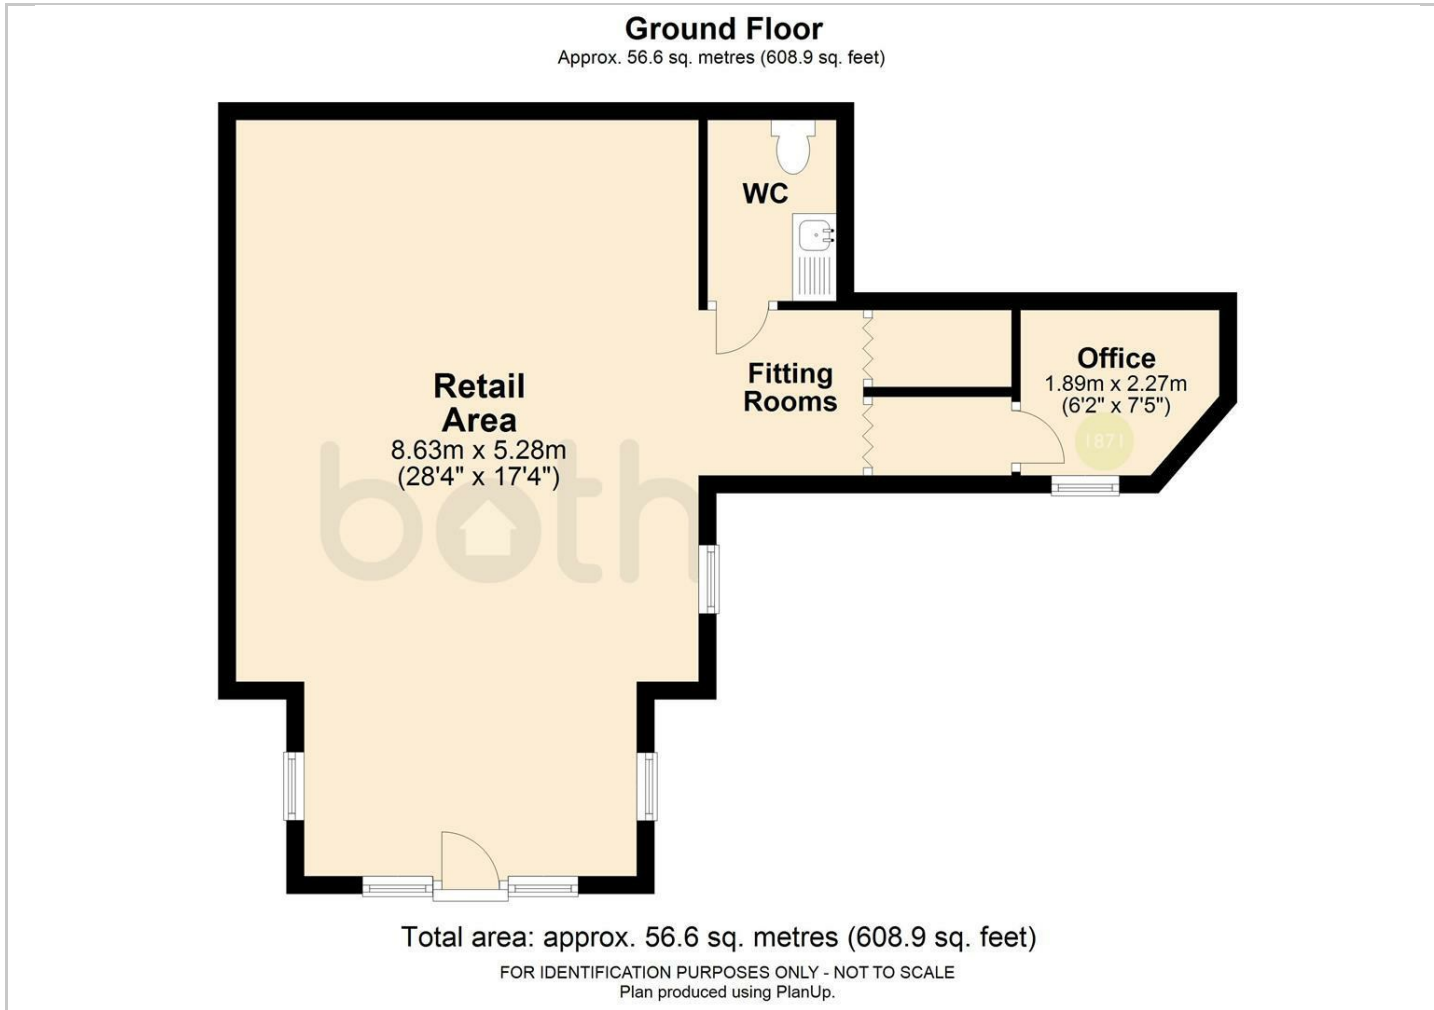 Ground Floor
Approx. 56.6 sq. metres (608.9 sq. feet)
WC
Retail
Area
8.63m x 5.28m
(28'4" x 17'4")
Fitting
Rooms
Office
1.89m x 2.27m
(6'2" x 7'5")
1871
both
Total area: approx. 56.6 sq. metres (608.9 sq. feet)
FOR IDENTIFICATION PURPOSES ONLY - NOT TO SCALE
Plan produced using PlanUp.